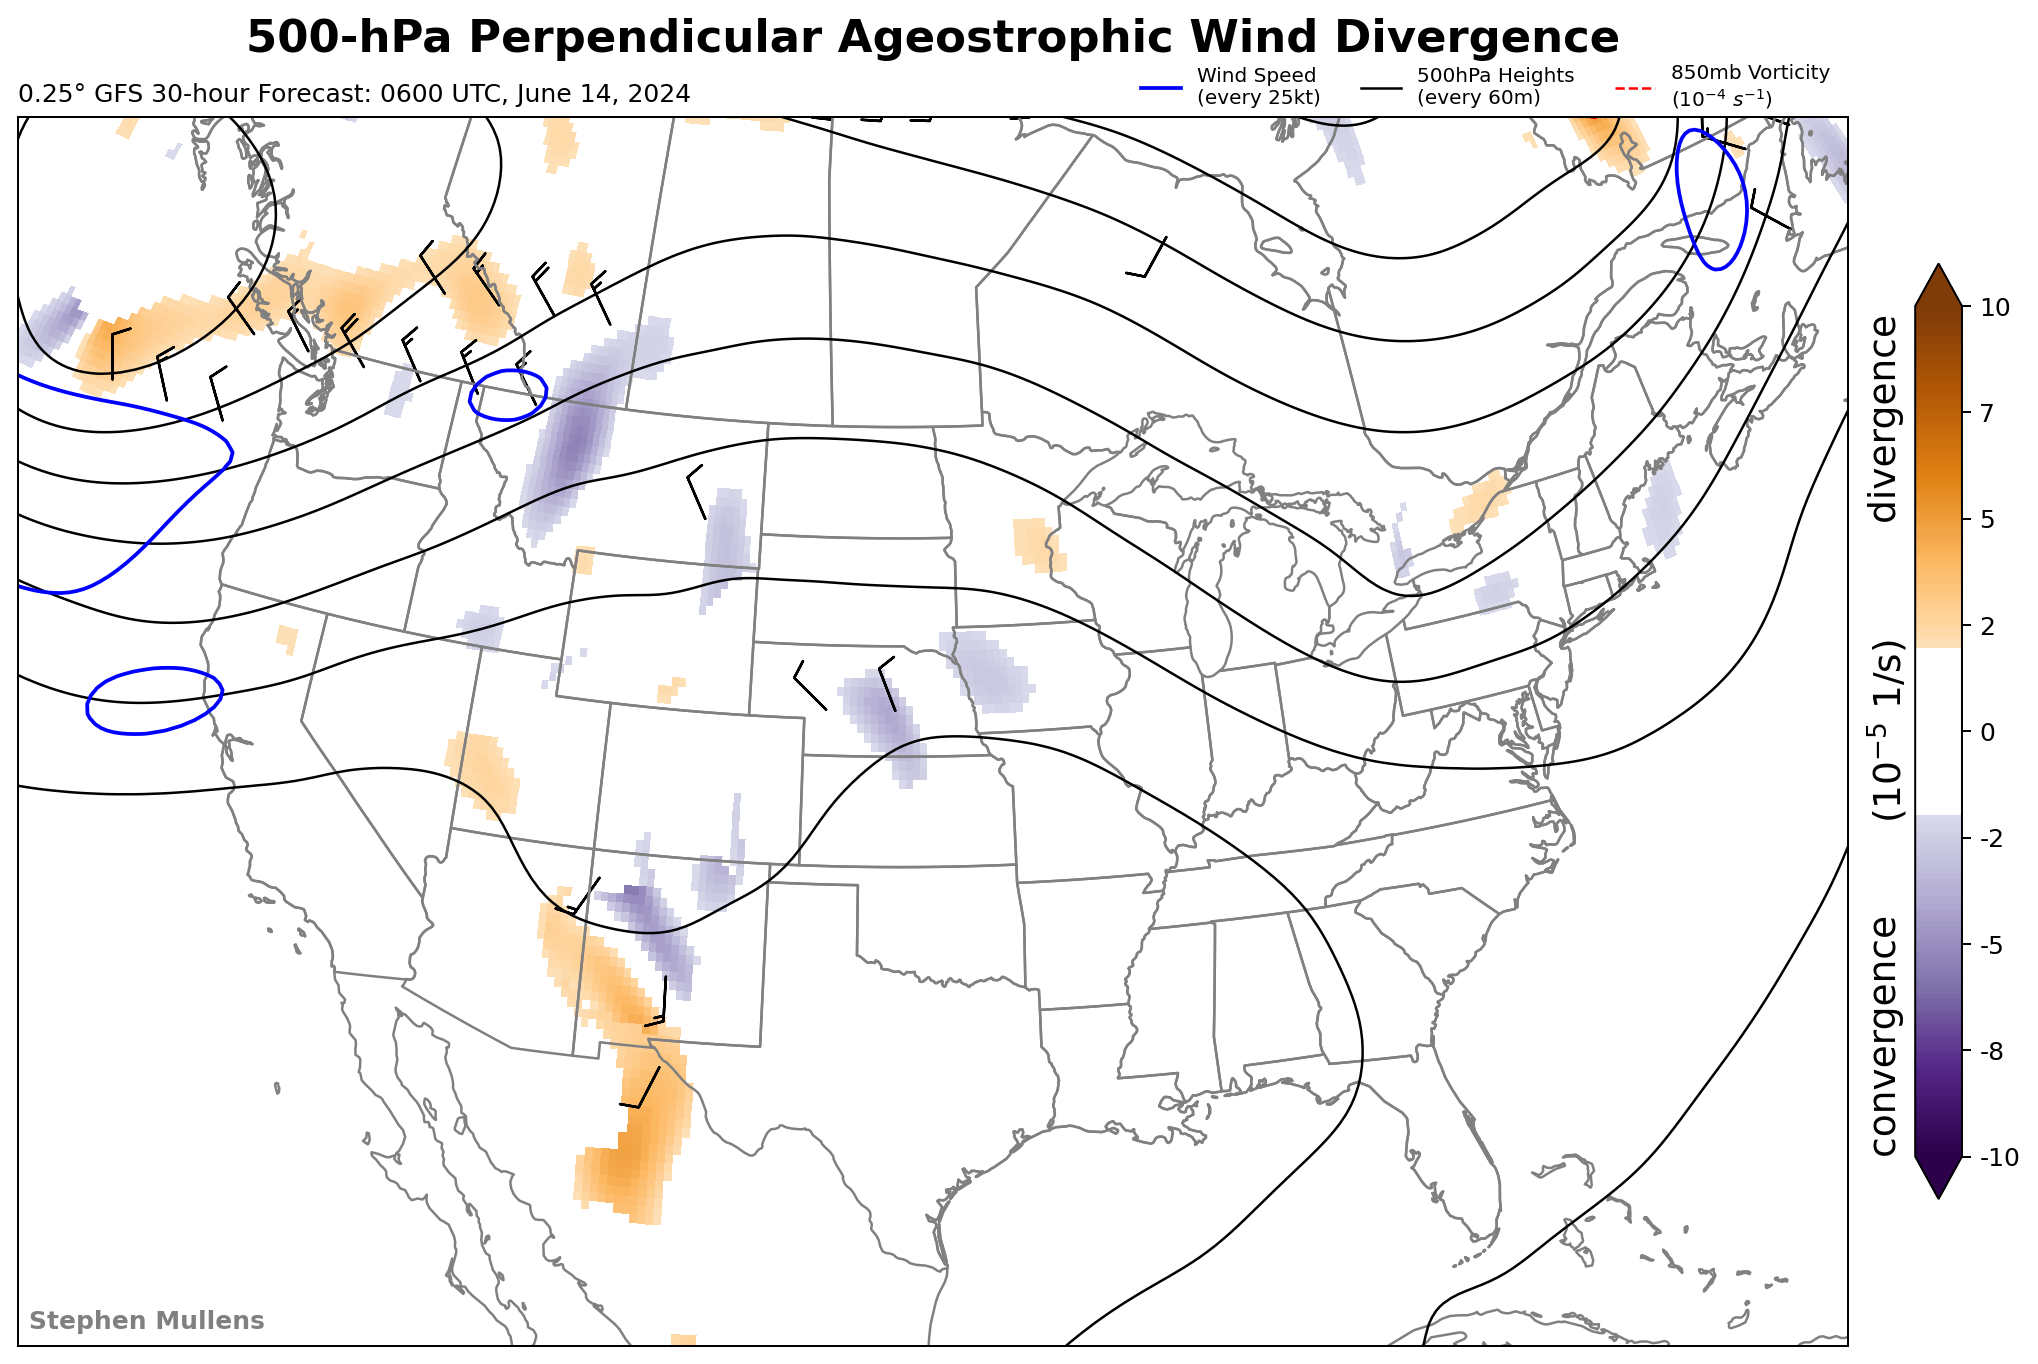 500-hPa Perpendicular Ageostrophic Wind Divergence
0.25° GFS 30-hour Forecast: 0600 UTC, June 14, 2024
Wind Speed
(every 25kt)
500hPa Heights
(every 60m)
850mb Vorticity
(10⁻⁴ s⁻¹)
10
7
5
2
0
-2
-5
-8
-10
convergence (10⁻⁵ 1/s) divergence
Stephen Mullens